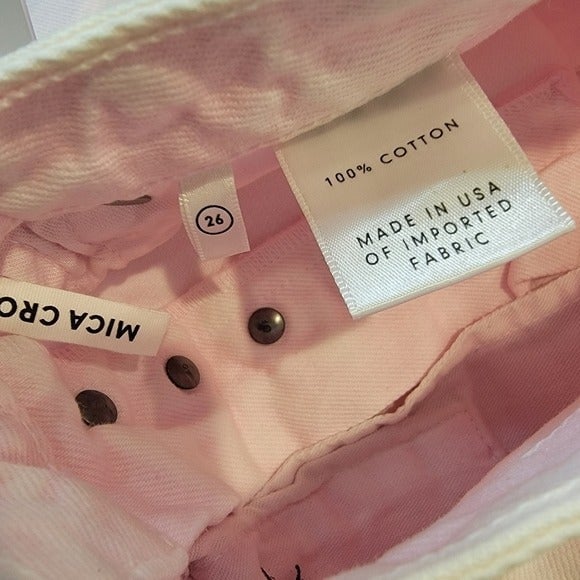 100% COTTON
MADE IN USA
OF IMPORTED
FABRIC
26
MICA CRO